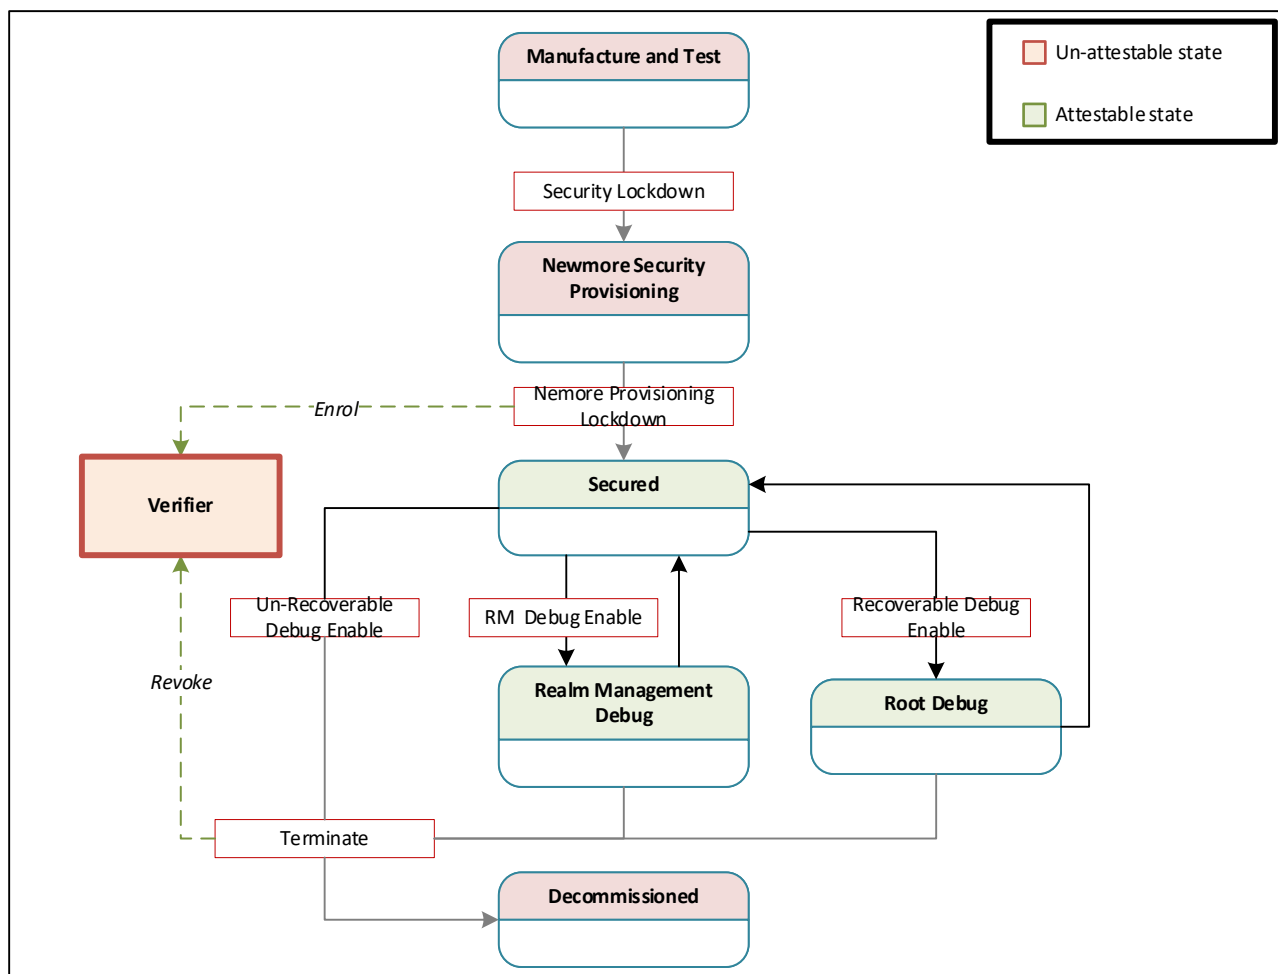 Manufacture and Test
Un-attestable state
Attestable state
Security Lockdown
Newmore Security
Provisioning
Nemore Provisioning
Lockdown
Enrol
Verifier
Secured
Un-Recoverable
Debug Enable
RM Debug Enable
Recoverable Debug
Enable
Revoke
Realm Management
Debug
Root Debug
Terminate
Decommissioned